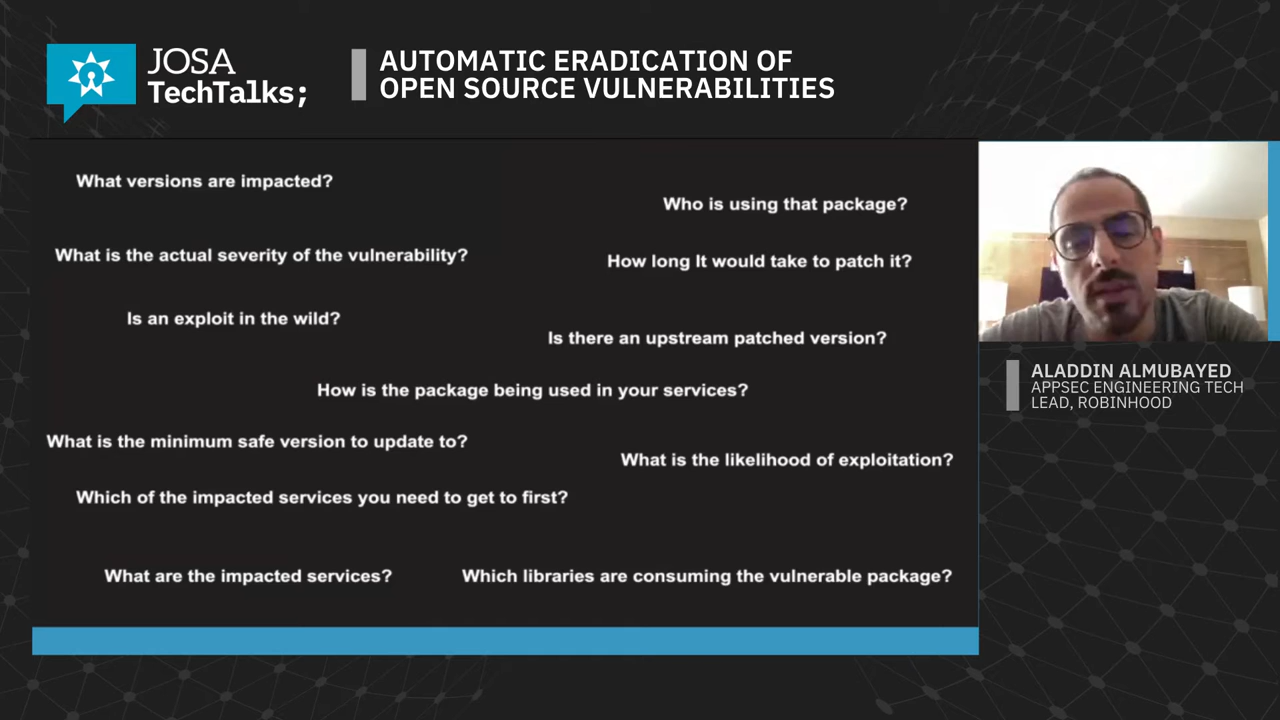 JOSA
TechTalks;
AUTOMATIC ERADICATION OF
OPEN SOURCE VULNERABILITIES
What versions are impacted?
Who is using that package?
What is the actual severity of the vulnerability?
How long It would take to patch it?
Is an exploit in the wild?
Is there an upstream patched version?
How is the package being used in your services?
What is the minimum safe version to update to?
What is the likelihood of exploitation?
Which of the impacted services you need to get to first?
What are the impacted services?
Which libraries are consuming the vulnerable package?
ALADDIN ALMUBAYED
APPSEC ENGINEERING TECH
LEAD, ROBINHOOD